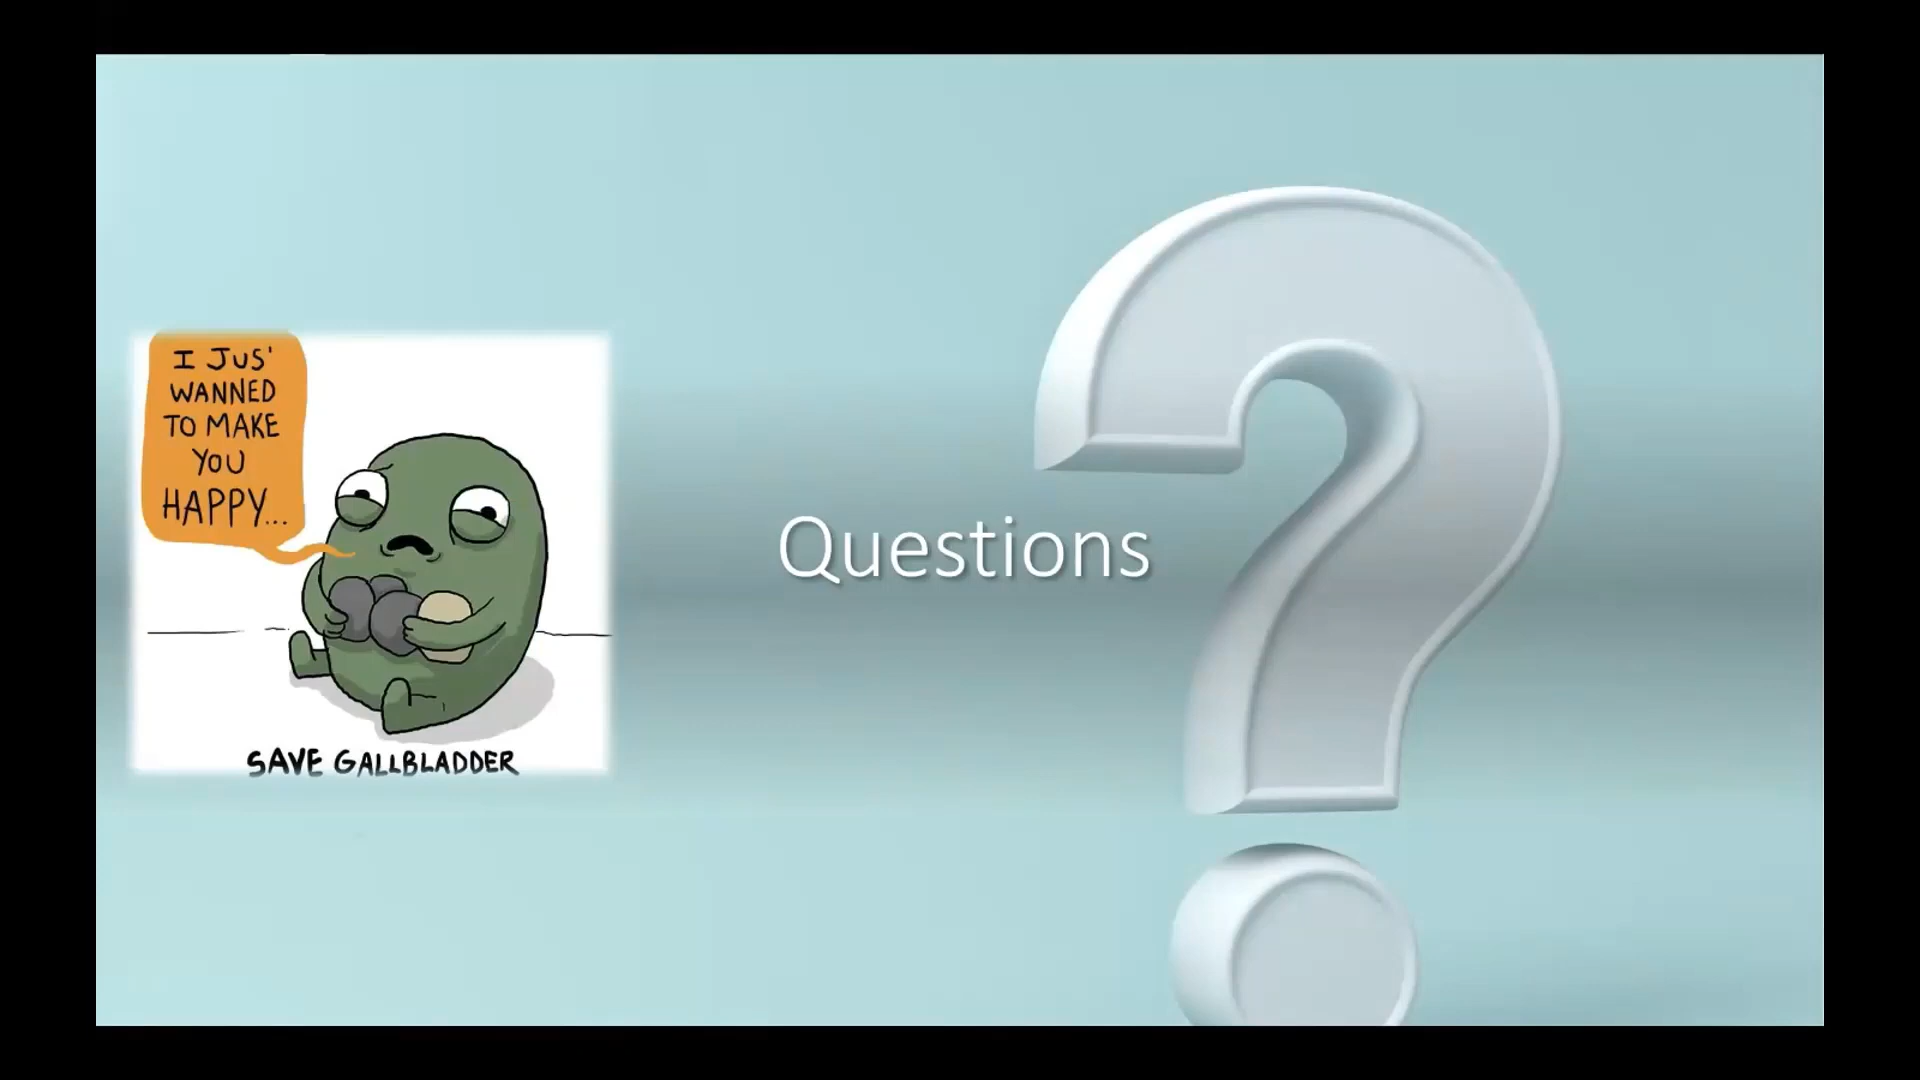 I JUS'
WANNED
TO MAKE
YOU
HAPPY...
SAVE GALLBLADDER
Questions